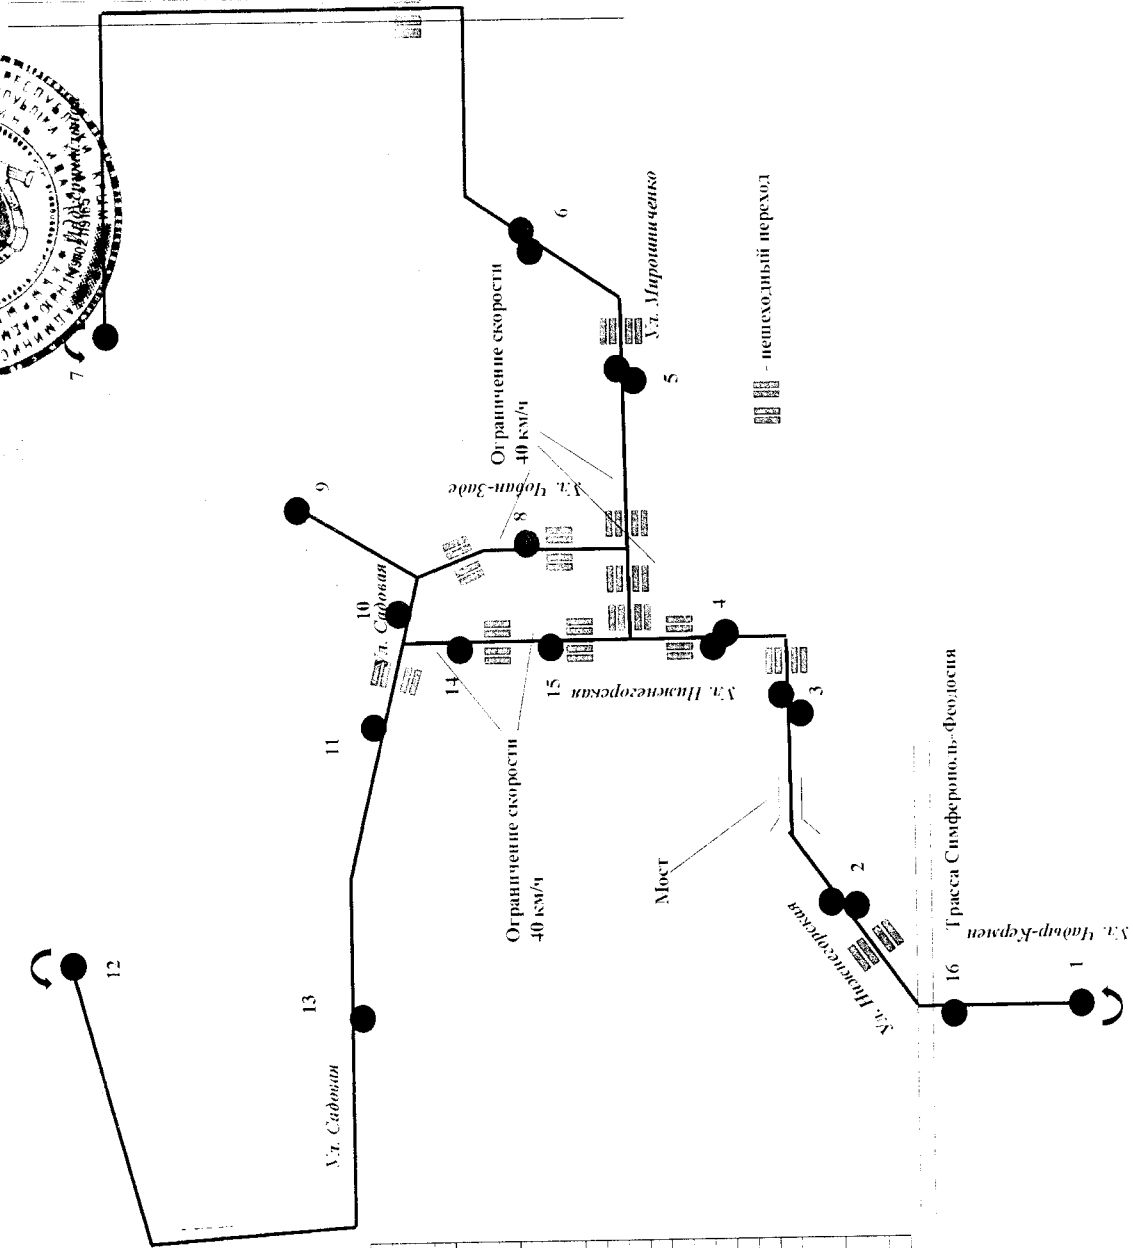 7
6
Ул. Мирошниченко
5
- пешеходный переход
Ограничение скорости
40 км/ч
Ул. Чобан-Заде
9
8
10
Ул. Садовая
4
14
15
Ул. Нижнегорская
3
11
Ограничение скорости
40 км/ч
Мост
2
Ул. Нижнегорская
Трасса Симферополь-Феодосия
Ул. Чадыр-Кермен
16
1
12
13
Ул. Садовая